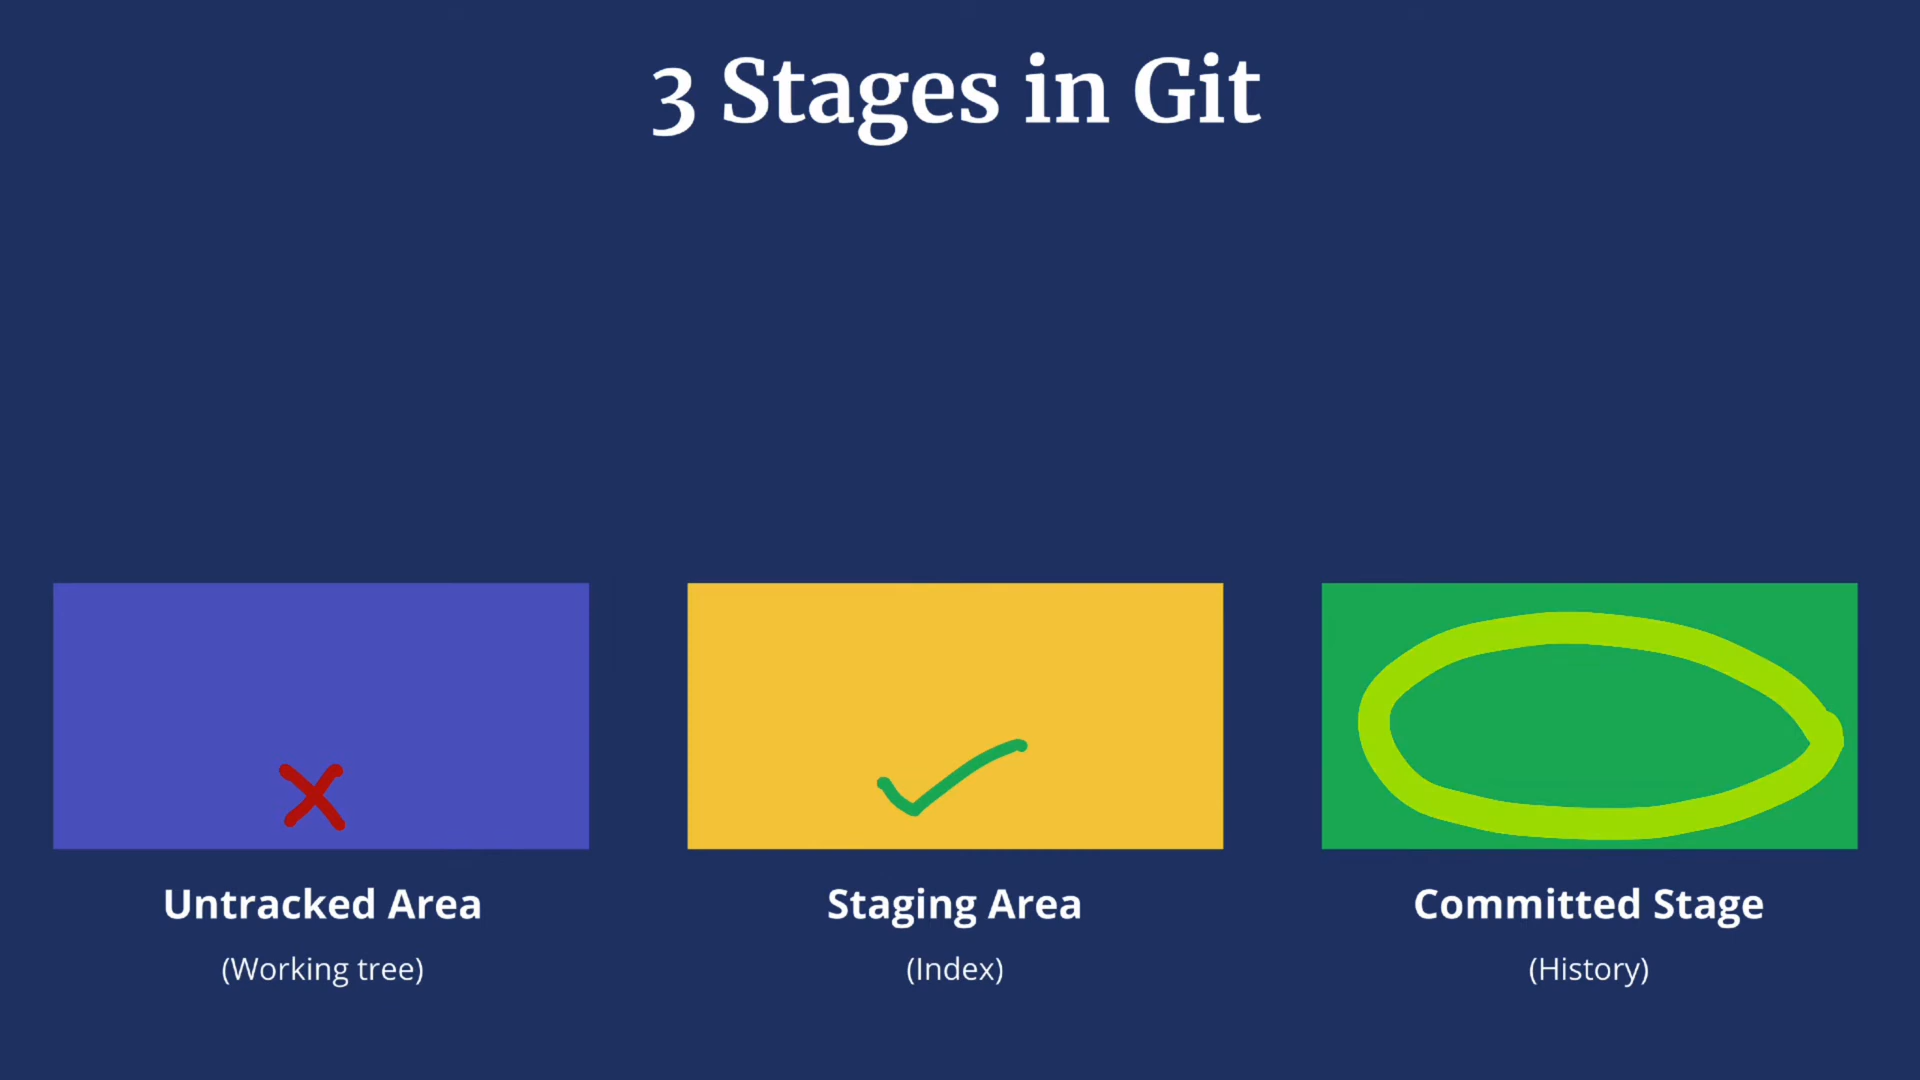 3 Stages in Git
Untracked Area
(Working tree)
Staging Area
(Index)
Committed Stage
(History)